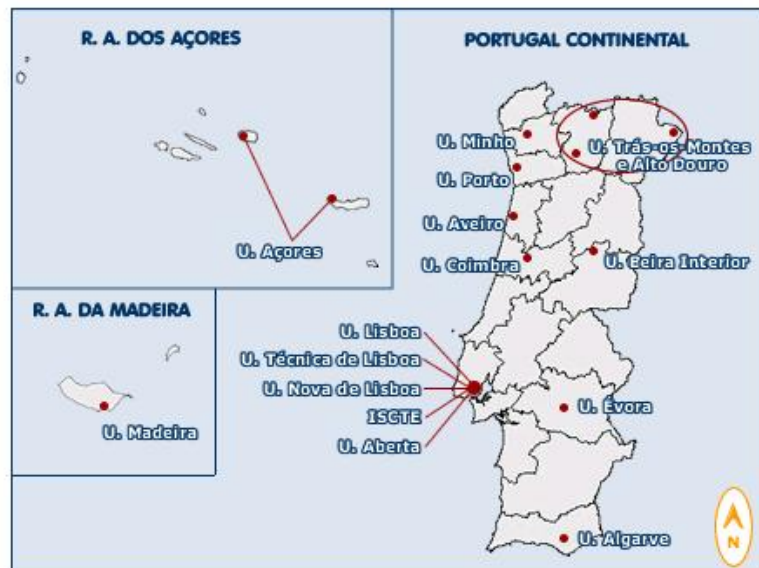 R. A. DOS AÇORES
PORTUGAL CONTINENTAL
U. Minho
U. Trás-os-Montes
e Alto Douro
U. Porto
U. Aveiro
U. Açores
U. Coimbra
U. Beira Interior
R. A. DA MADEIRA
U. Lisboa
U. Técnica de Lisboa
U. Nova de Lisboa
ISCTE
U. Aberta
U. Madeira
U. Évora
U. Algarve
N